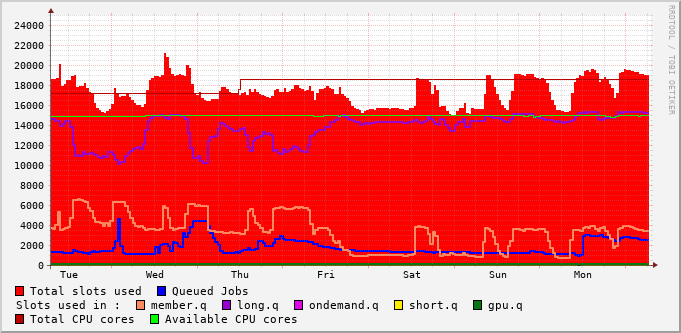 RRDTOOL / TOBI OETIKER
24000
22000
20000
18000
16000
14000
12000
10000
8000
6000
4000
2000
0
Tue Wed Thu Fri Sat Sun Mon
Total slots used Queued Jobs
Slots used in : member.q long.q ondemand.q short.q gpu.q
Total CPU cores Available CPU cores